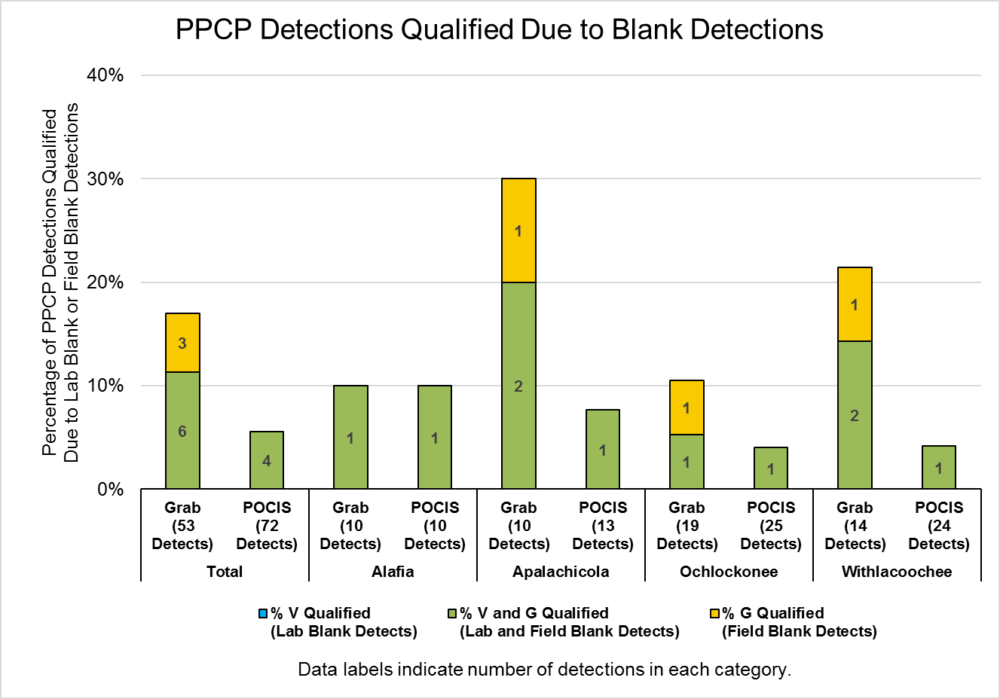 PPCP Detections Qualified Due to Blank Detections
Percentage of PPCP Detections Qualified
Due to Lab Blank or Field Blank Detections
40%
30%
20%
10%
0%
3
6
4
1
1
1
2
1
1
1
1
1
2
1
Grab
(53
Detects)
POCIS
(72
Detects)
Grab
(10
Detects)
POCIS
(10
Detects)
Grab
(10
Detects)
POCIS
(13
Detects)
Grab
(19
Detects)
POCIS
(25
Detects)
Grab
(14
Detects)
POCIS
(24
Detects)
Total
Alafia
Apalachicola
Ochlockonee
Withlacoochee
% V Qualified
(Lab Blank Detects)
% V and G Qualified
(Lab and Field Blank Detects)
% G Qualified
(Field Blank Detects)
Data labels indicate number of detections in each category.